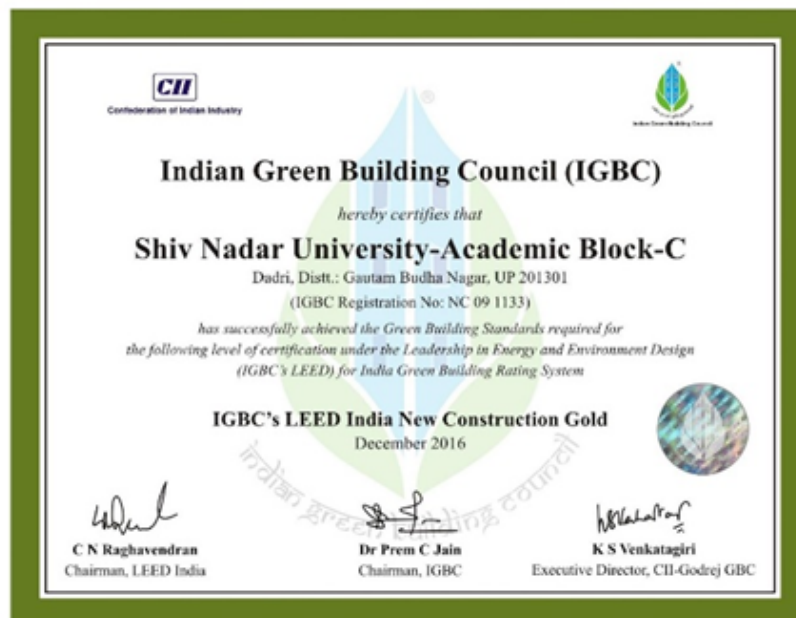 CII
Confederation of Indian Industry
Indian Green Building Council
Indian Green Building Council (IGBC)
hereby certifies that
Shiv Nadar University-Academic Block-C
Dadri, Distt.: Gautam Budha Nagar, UP 201301
(IGBC Registration No: NC 09 1133)
has successfully achieved the Green Building Standards required for
the following level of certification under the Leadership in Energy and Environment Design
(IGBC's LEED) for India Green Building Rating System
IGBC's LEED India New Construction Gold
December 2016
indian green building council
C N Raghavendran
Chairman, LEED India
Dr Prem C Jain
Chairman, IGBC
K S Venkatagiri
Executive Director, CII-Godrej GBC